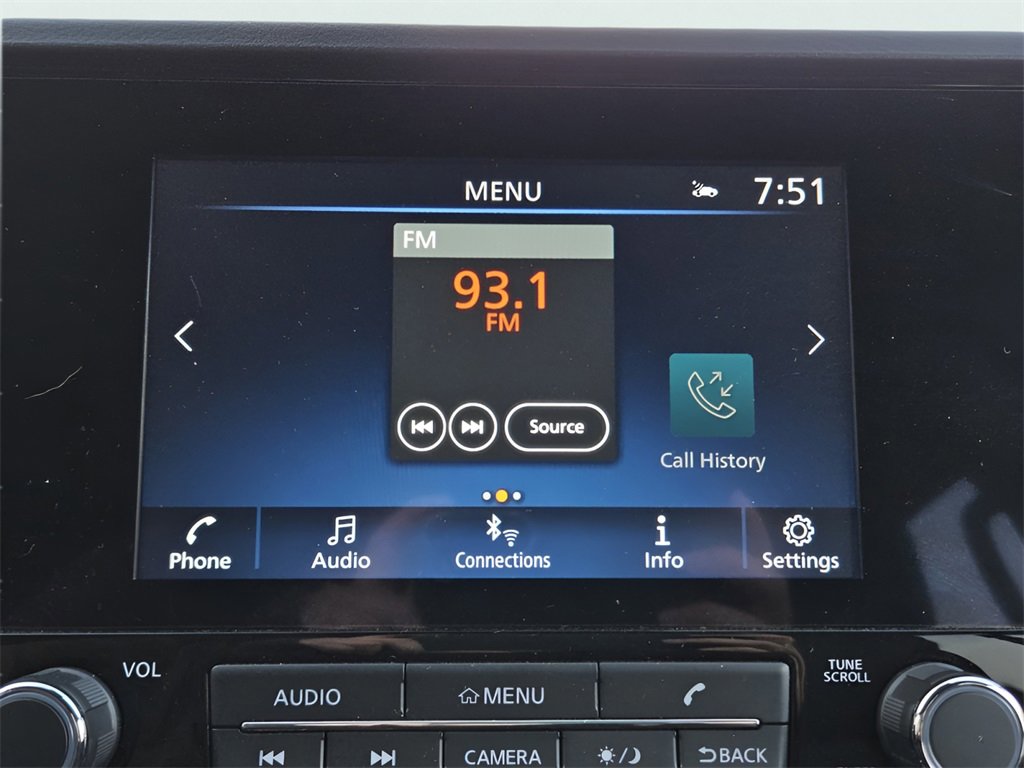 MENU
7:51
FM
93.1
FM
Source
Call History
Phone
Audio
Connections
Info
Settings
VOL
TUNE
SCROLL
AUDIO
MENU
CAMERA
BACK